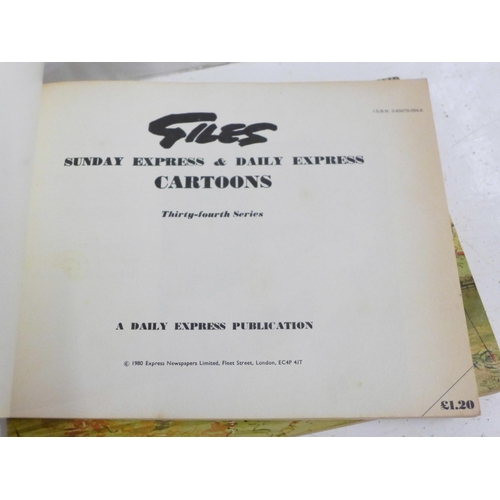 GILES
SUNDAY EXPRESS & DAILY EXPRESS
CARTOONS
Thirty-fourth Series
A DAILY EXPRESS PUBLICATION
© 1980 Express Newspapers Limited, Fleet Street, London, EC4P 4JT
£1.20